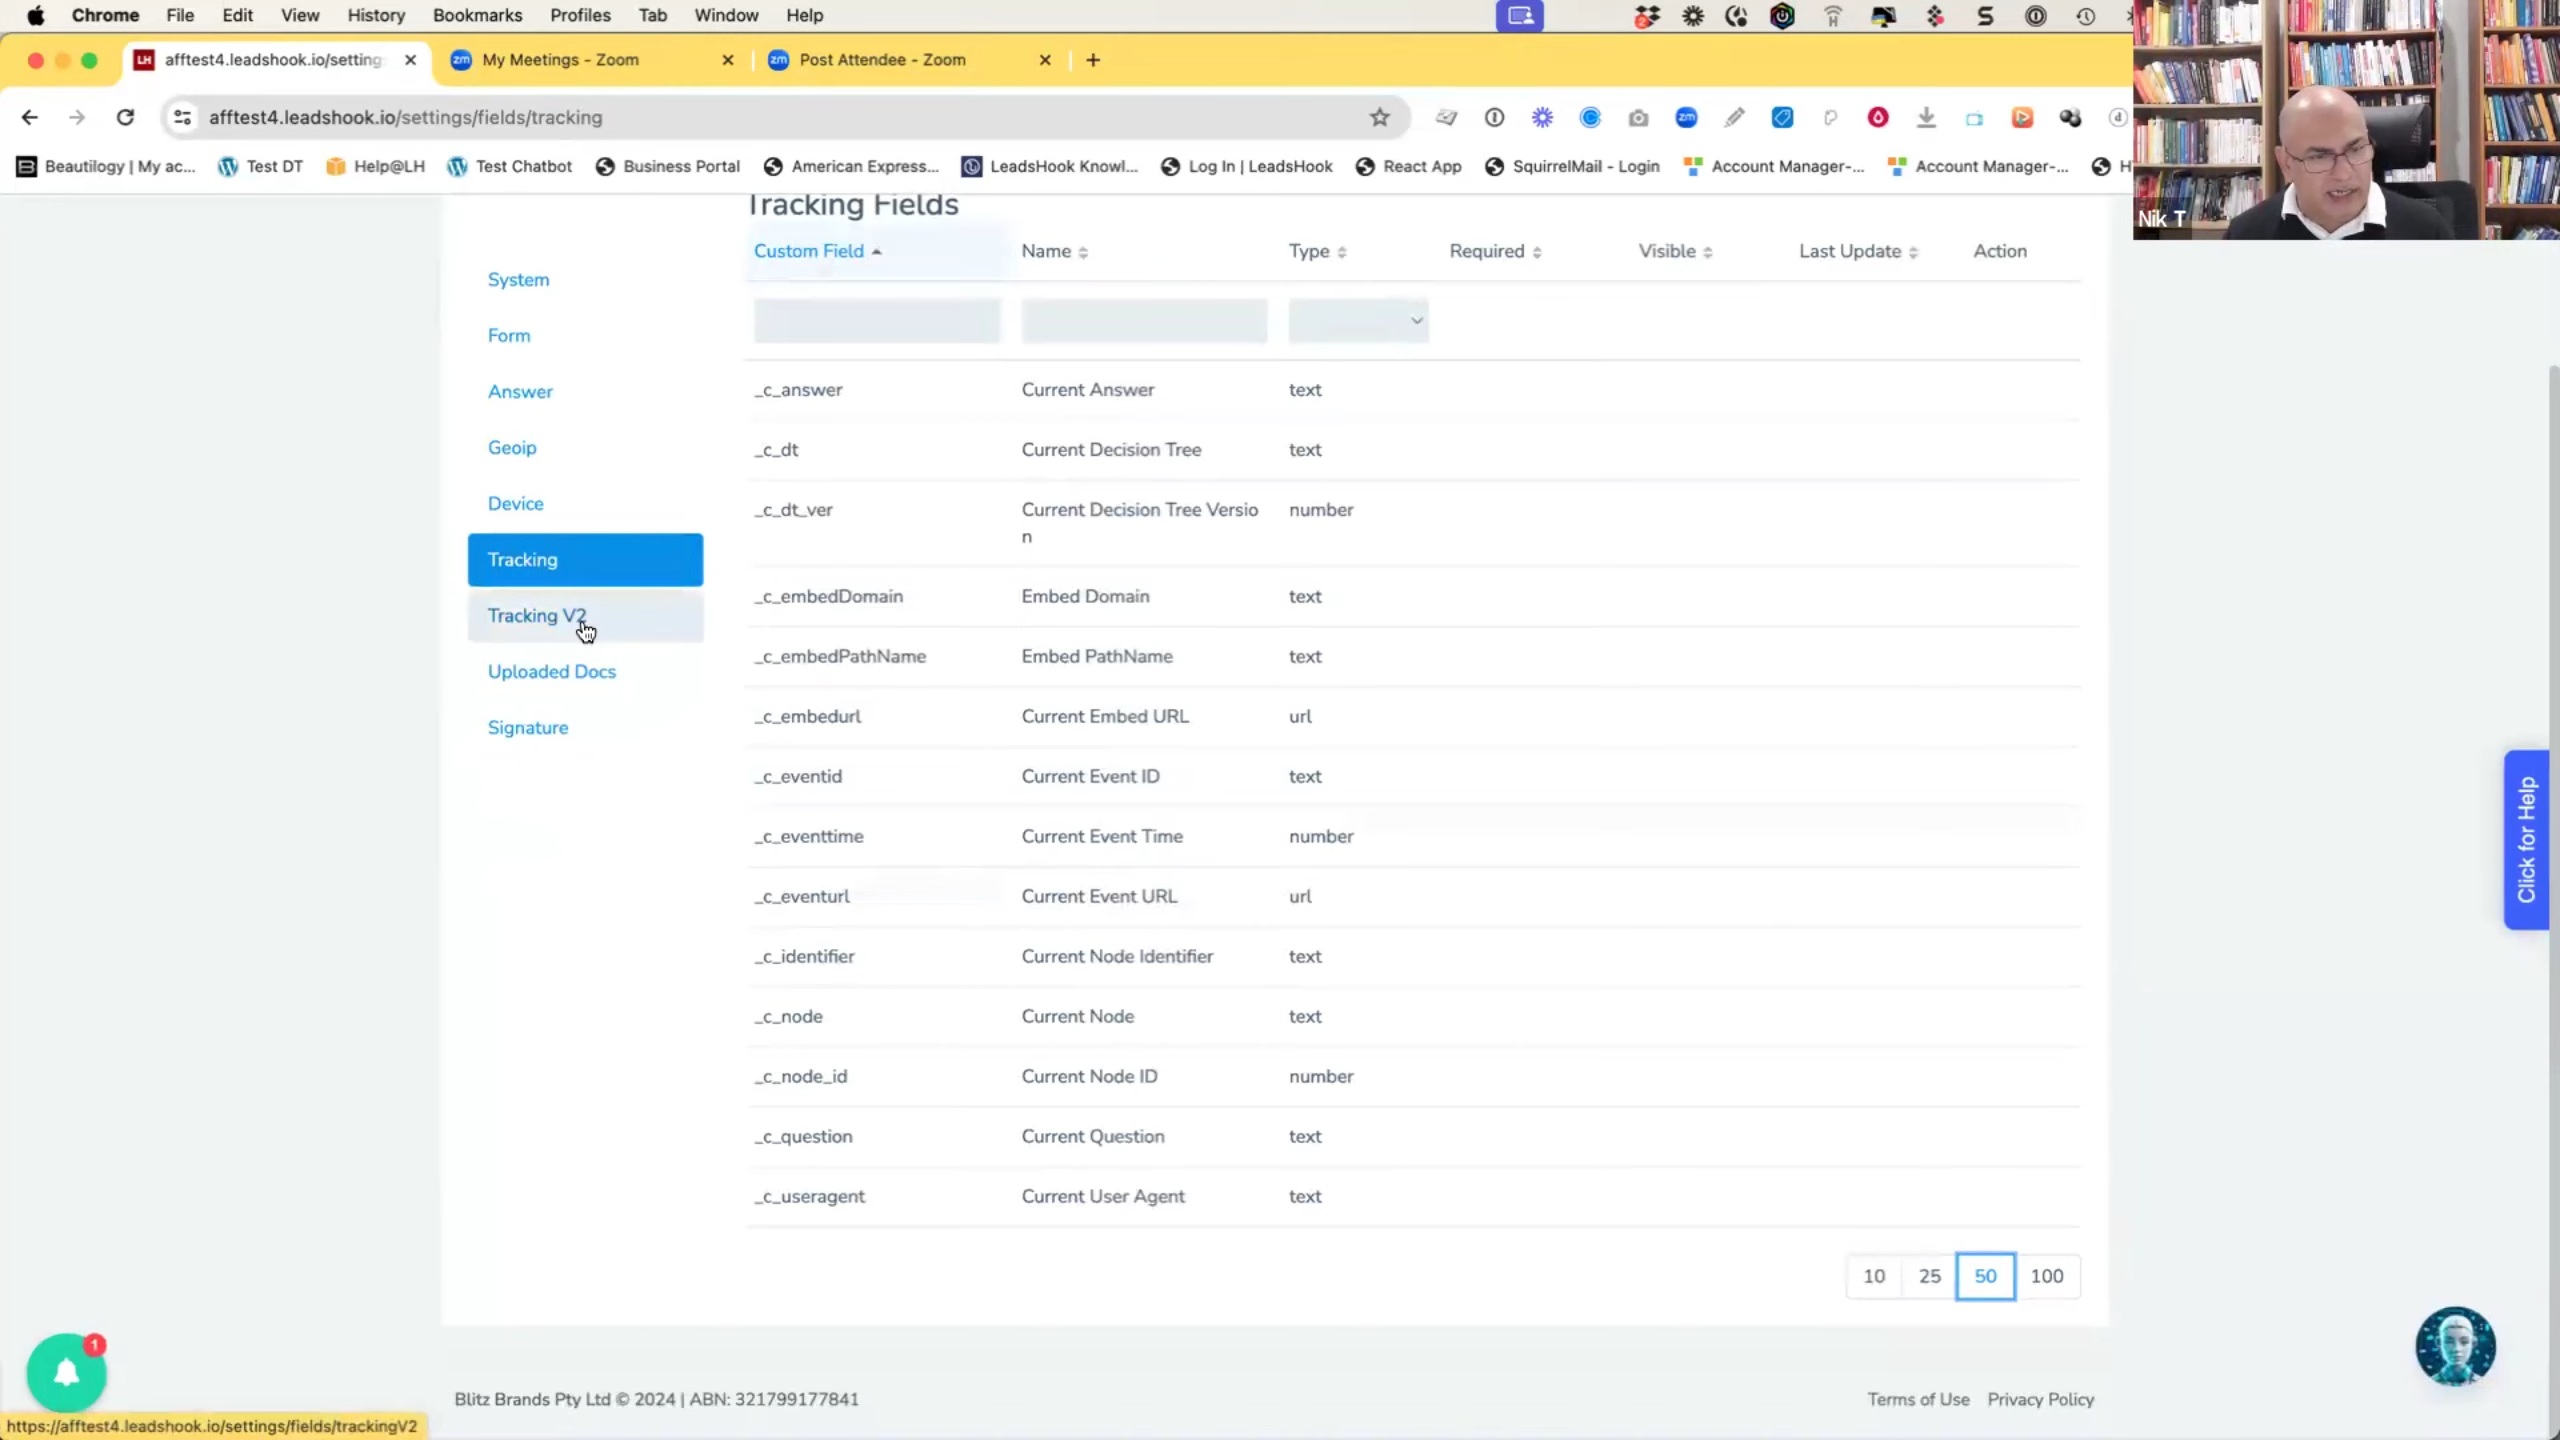 Chrome File Edit View History Bookmarks Profiles Tab Window Help
afftest4.leadshook.io/setting
My Meetings - Zoom
Post Attendee - Zoom
afftest4.leadshook.io/settings/fields/tracking
Beautilogy | My ac... Test DT Help@LH Test Chatbot Business Portal American Express... LeadsHook Knowl... Log In | LeadsHook React App SquirrelMail - Login Account Manager-... Account Manager-... H
Nik T
Tracking Fields
Custom Field Name Type Required Visible Last Update Action
System
Form
Answer
Geoip
Device
Tracking
Tracking V2
Uploaded Docs
Signature
_c_answer Current Answer text
_c_dt Current Decision Tree text
_c_dt_ver Current Decision Tree Versio number
n
_c_embedDomain Embed Domain text
_c_embedPathName Embed PathName text
_c_embedurl Current Embed URL url
_c_eventid Current Event ID text
_c_eventtime Current Event Time number
_c_eventurl Current Event URL url
_c_identifier Current Node Identifier text
_c_node Current Node text
_c_node_id Current Node ID number
_c_question Current Question text
_c_useragent Current User Agent text
10 25 50 100
Click for Help
1
Blitz Brands Pty Ltd © 2024 | ABN: 321799177841
Terms of Use Privacy Policy
https://afftest4.leadshook.io/settings/fields/trackingV2